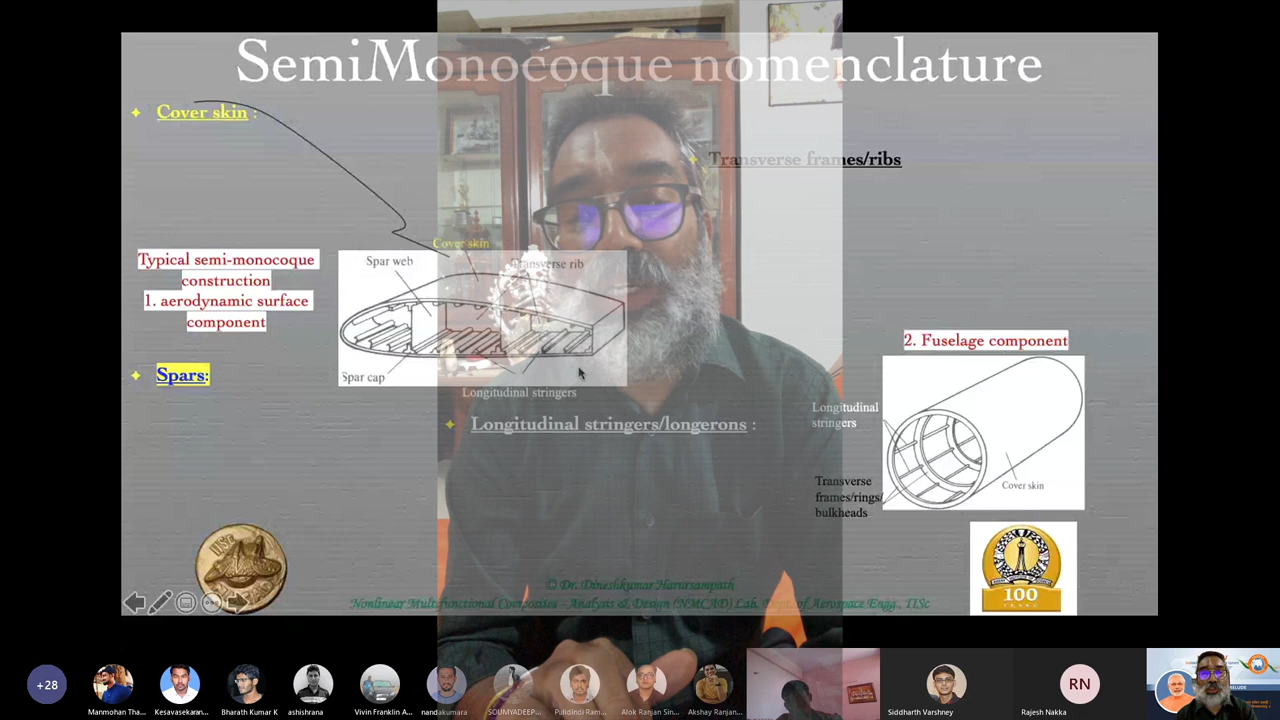 SemiMonocoque nomenclature
Cover skin :
Transverse frames/ribs
Cover skin
Typical semi-monocoque
construction
1. aerodynamic surface
component
Spar web
Transverse rib
Spar cap
2. Fuselage component
Spars:
Longitudinal stringers
Longitudinal stringers/longerons :
Longitudinal
stringers
Transverse
frames/rings/
bulkheads
Cover skin
IISc
100
YEARS
© Dr. Dineshkumar Harursampath
Nonlinear Multifunctional Composites - Analysis & Design (NMCAD) Lab, Dept. of Aerospace Engg., IISc
+28
Manmohan Tha...
Kesavasekaran...
Bharath Kumar K
ashishrana
Vivin Franklin A...
nandakumara
SOUMYADEEP...
Pulidindi Ram...
Alok Ranjan Sin...
Akshay Ranjan...
Siddharth Varshney
RN
Rajesh Nakka